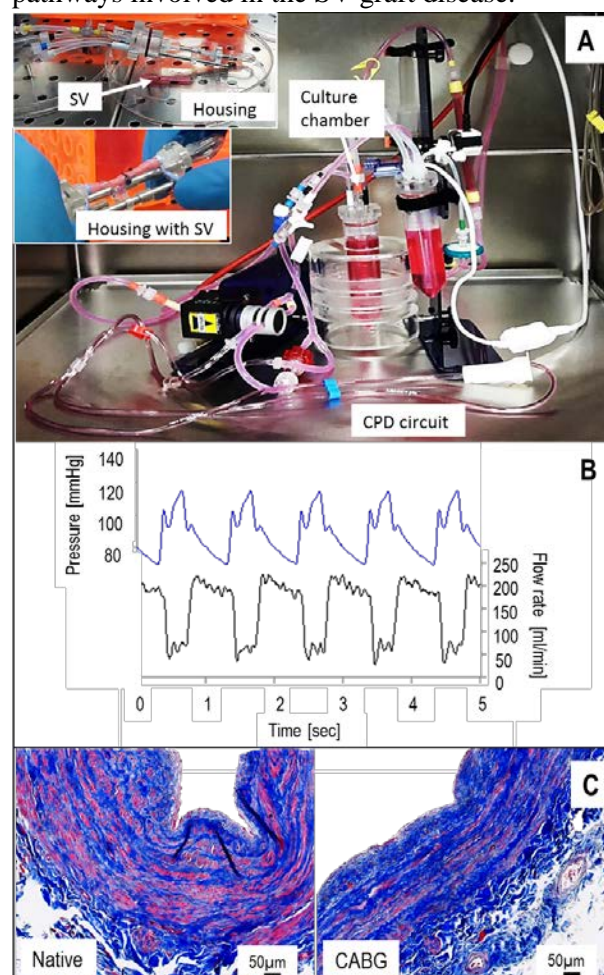 pathways involved in the SV graft disease.
A
SV
Housing
Culture
chamber
Housing with SV
CPD circuit
B
Pressure [mmHg]
140
120
100
80
Flow rate [ml/min]
250
200
150
100
50
0
0 1 2 3 4 5
Time [sec]
C
Native
50µm
CABG
50µm